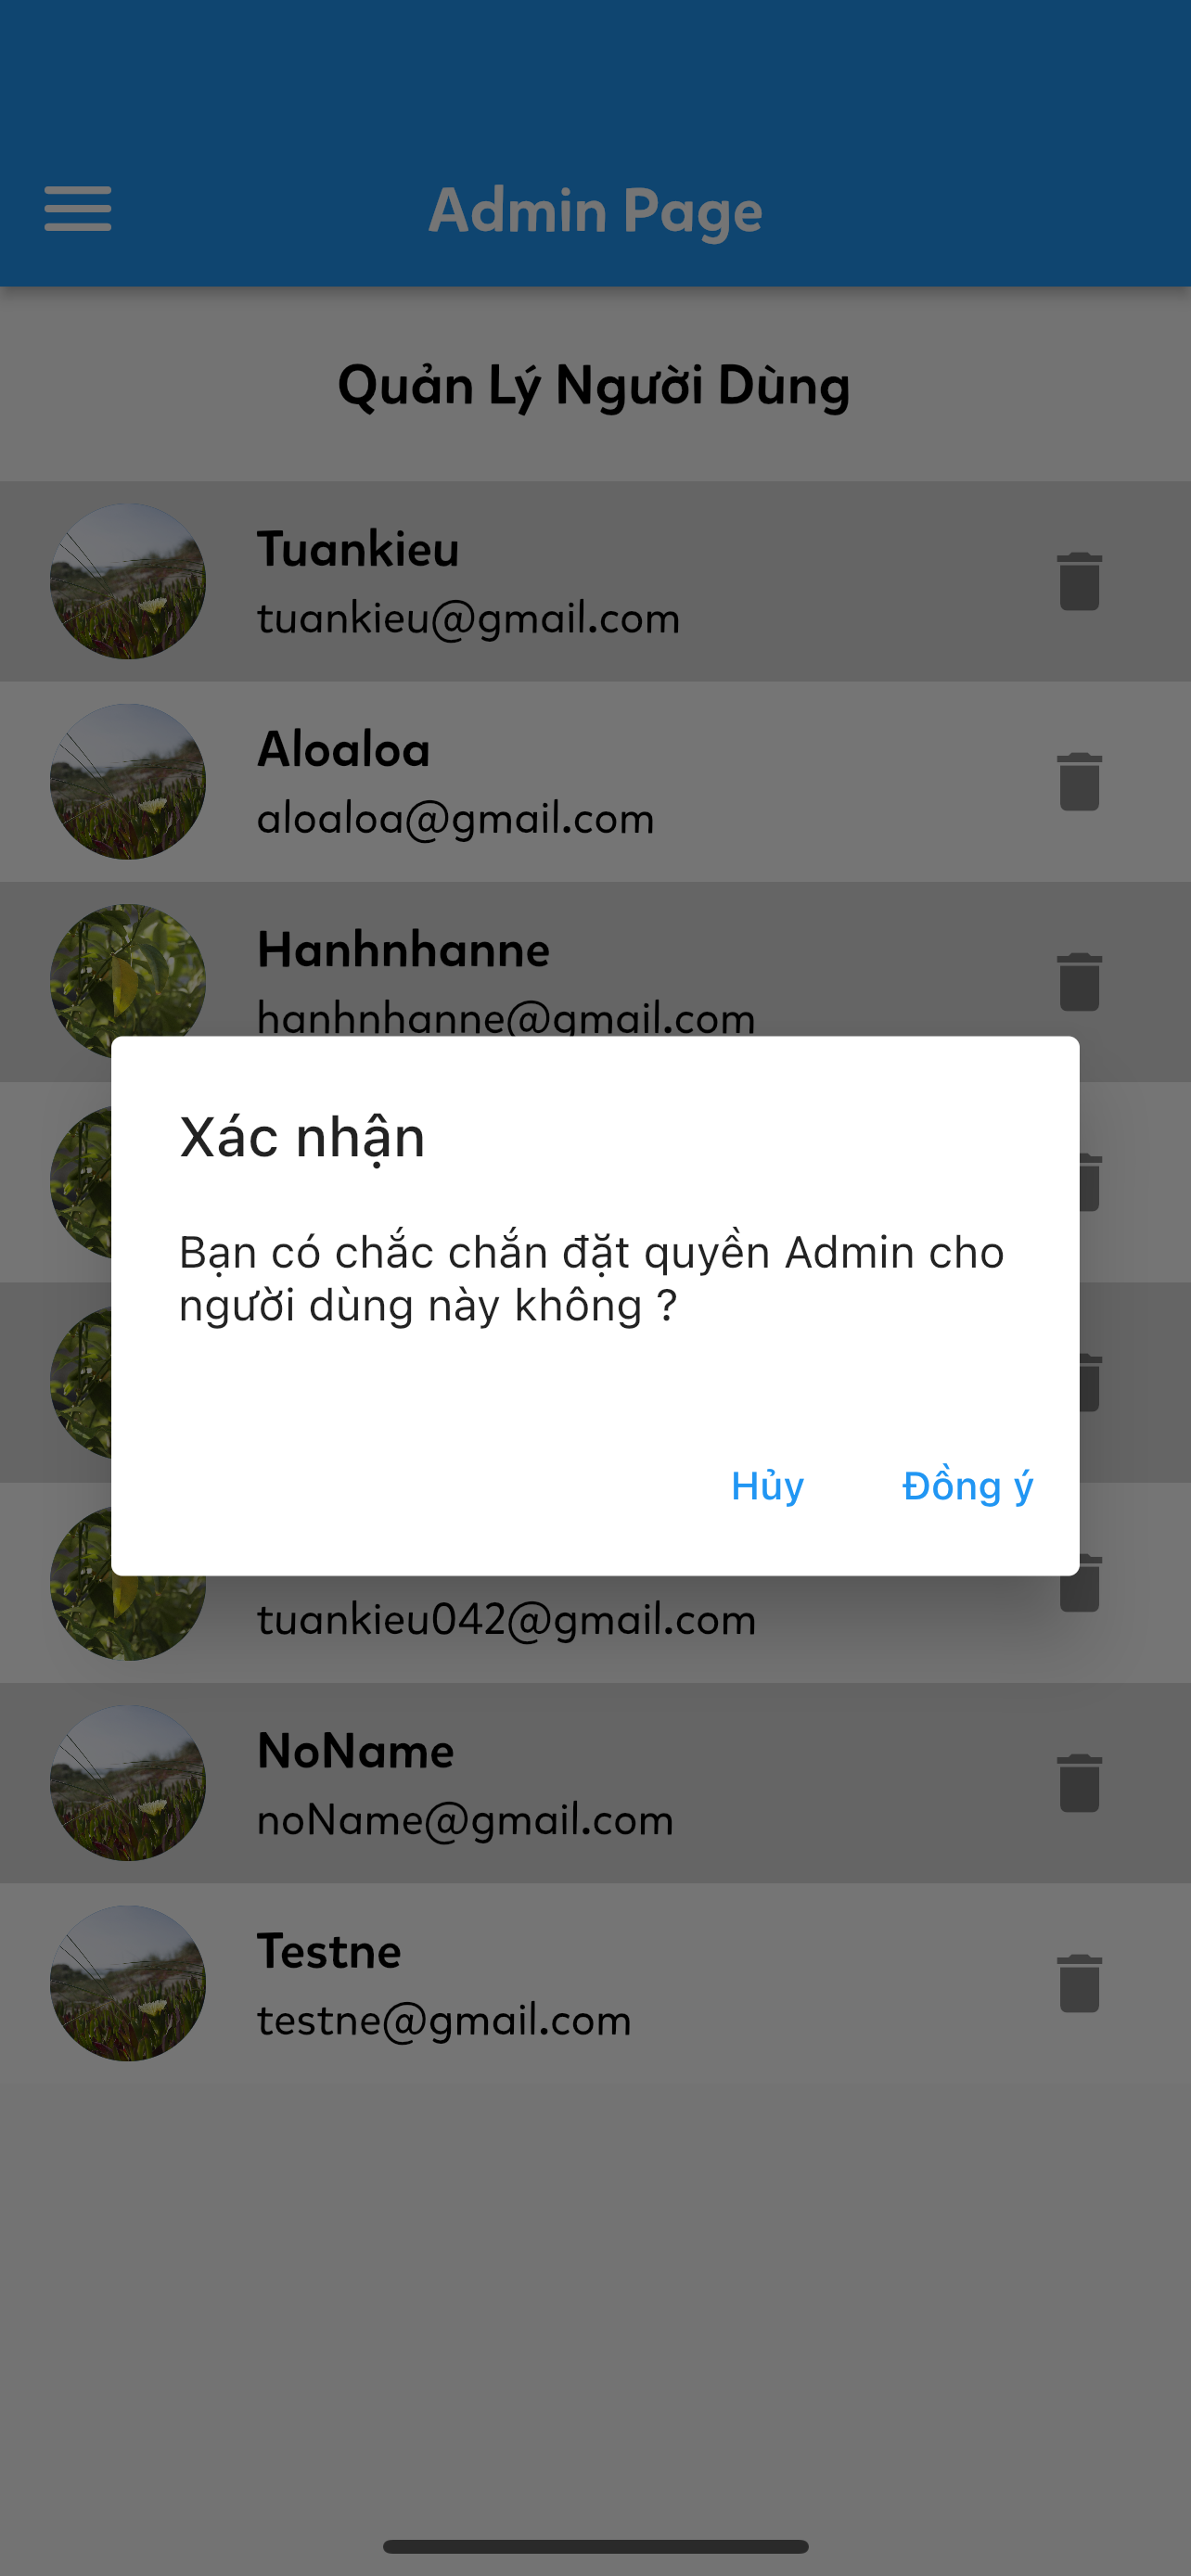 Admin Page
Quản Lý Người Dùng
Tuankieu
tuankieu@gmail.com
Aloaloa
aloaloa@gmail.com
Hanhnhanne
hanhnhanne@gmail.com
Xác nhận
Bạn có chắc chắn đặt quyền Admin cho
người dùng này không ?
Hủy Đồng ý
tuankieu042@gmail.com
NoName
noName@gmail.com
Testne
testne@gmail.com